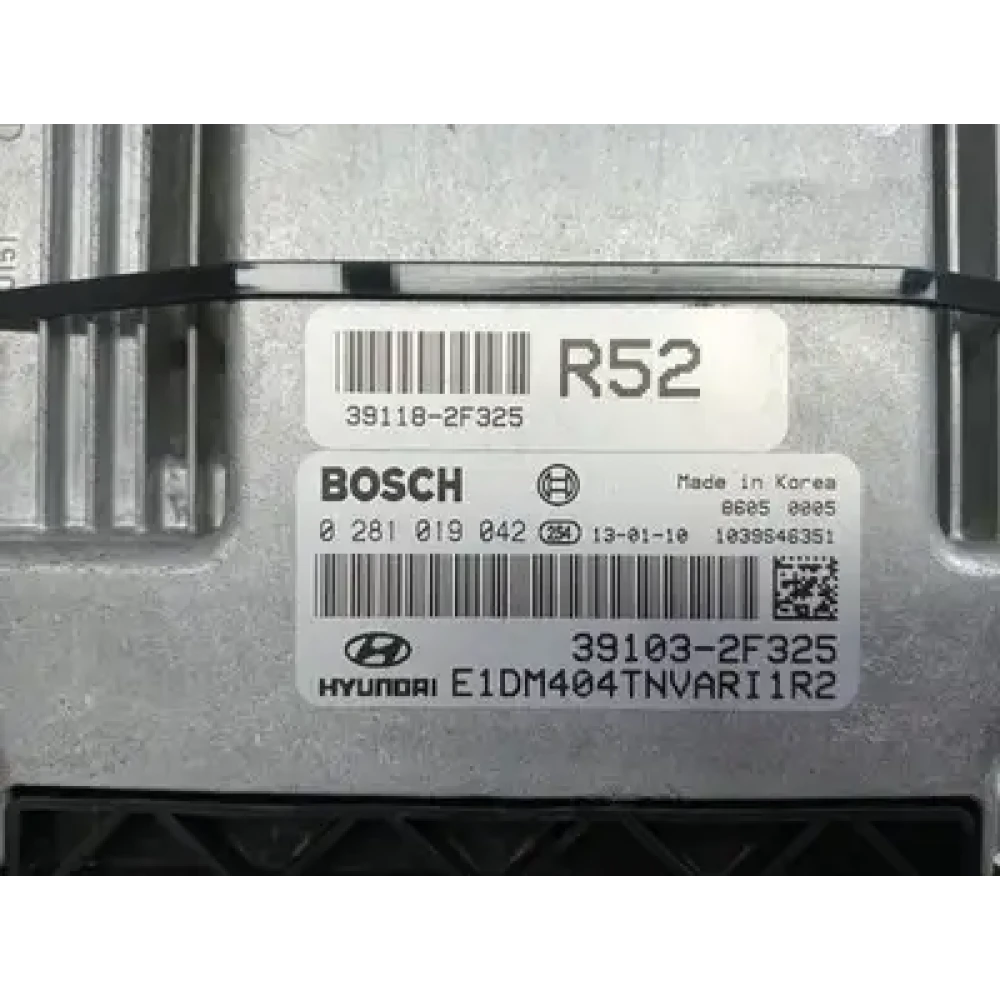 39118-2F325
R52
BOSCH Made in Korea
8605 0005
0 281 019 042 254 13-01-10 1039S46351
39103-2F325
HYUNDAI E1DM404TNVARI1R2